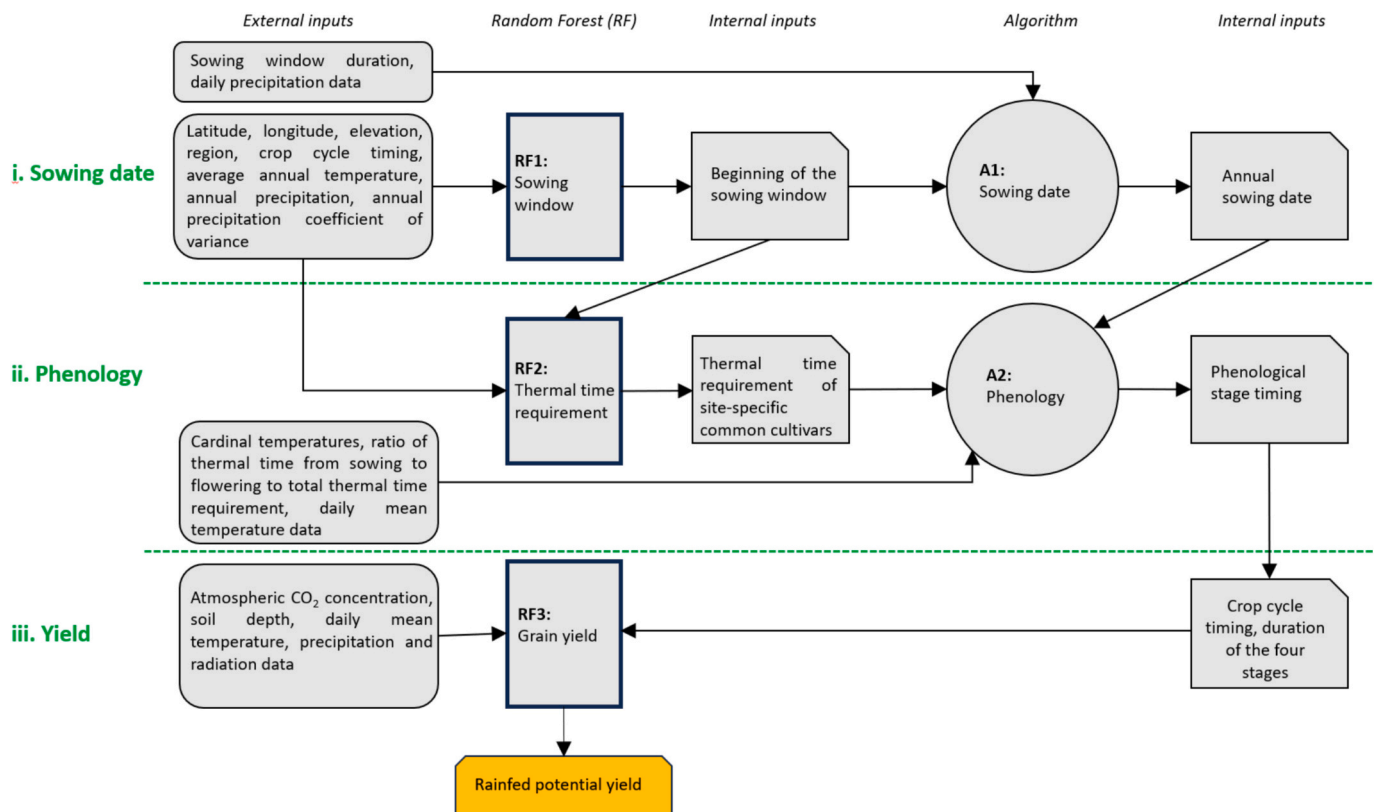 External inputs
Random Forest (RF)
Internal inputs
Algorithm
Internal inputs
Sowing window duration,
daily precipitation data
i. Sowing date
Latitude, longitude, elevation,
region, crop cycle timing,
average annual temperature,
annual precipitation, annual
precipitation coefficient of
variance
RF1:
Sowing
window
Beginning of the
sowing window
A1:
Sowing date
Annual
sowing date
ii. Phenology
RF2:
Thermal time
requirement
Thermal time
requirement of
site-specific
common cultivars
A2:
Phenology
Phenological
stage timing
Cardinal temperatures, ratio of
thermal time from sowing to
flowering to total thermal time
requirement, daily mean
temperature data
iii. Yield
Atmospheric CO₂ concentration,
soil depth, daily mean
temperature, precipitation and
radiation data
RF3:
Grain yield
Crop cycle
timing, duration
of the four
stages
Rainfed potential yield